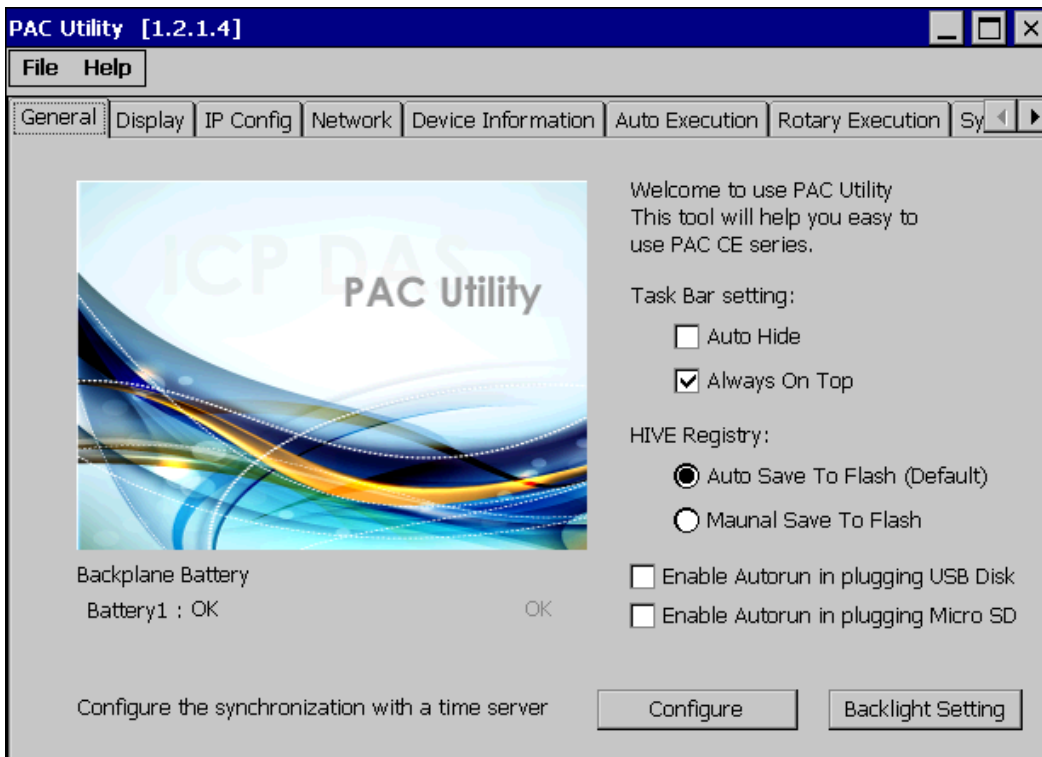 PAC Utility [1.2.1.4]
File Help
General Display IP Config Network Device Information Auto Execution Rotary Execution Sy
ICP DAS
PAC Utility
Welcome to use PAC Utility
This tool will help you easy to
use PAC CE series.
Task Bar setting:
Auto Hide
Always On Top
HIVE Registry:
Auto Save To Flash (Default)
Maunal Save To Flash
Backplane Battery
Battery1 : OK OK
Enable Autorun in plugging USB Disk
Enable Autorun in plugging Micro SD
Configure the synchronization with a time server Configure Backlight Setting